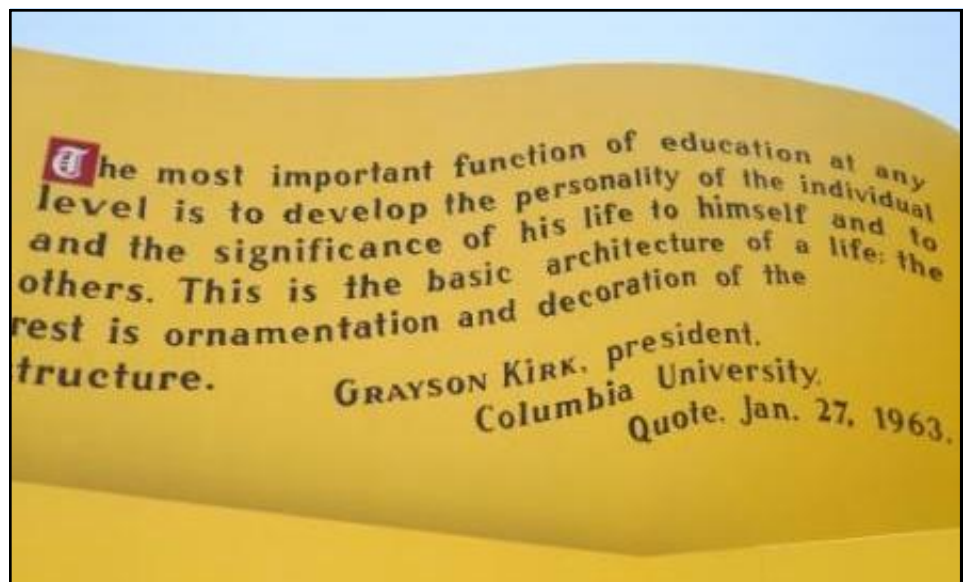 The most important function of education at any
level is to develop the personality of the individual
and the significance of his life to himself and to
others. This is the basic architecture of a life: the
rest is ornamentation and decoration of the
tructure.
GRAYSON KIRK, president,
Columbia University,
Quote, Jan. 27, 1963.